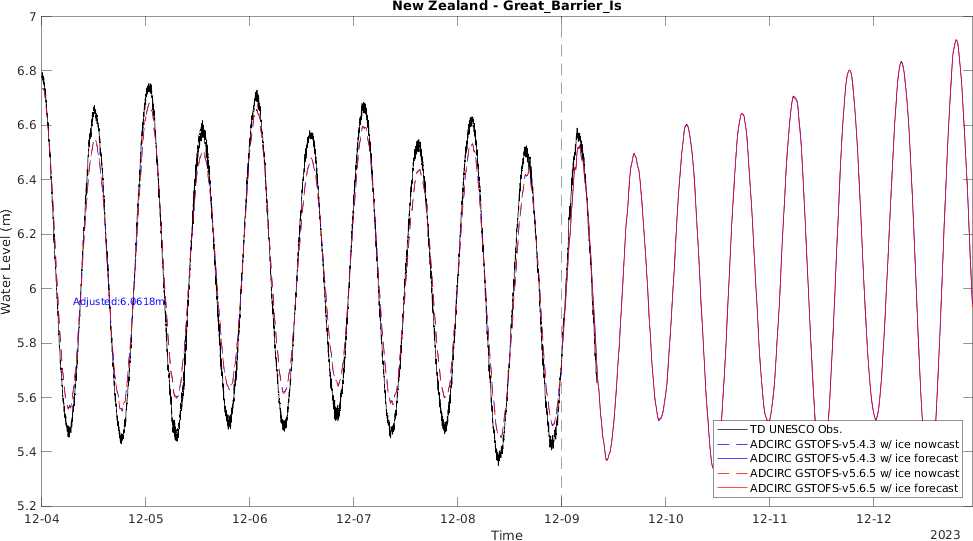 New Zealand - Great_Barrier_Is
7
6.8
6.6
6.4
6.2
6
5.8
5.6
5.4
5.2
Water Level (m)
Adjusted:6.0618m
TD UNESCO Obs.
ADCIRC GSTOFS-v5.4.3 w/ ice nowcast
ADCIRC GSTOFS-v5.4.3 w/ ice forecast
ADCIRC GSTOFS-v5.6.5 w/ ice nowcast
ADCIRC GSTOFS-v5.6.5 w/ ice forecast
12-04 12-05 12-06 12-07 12-08 12-09 12-10 12-11 12-12
Time
2023